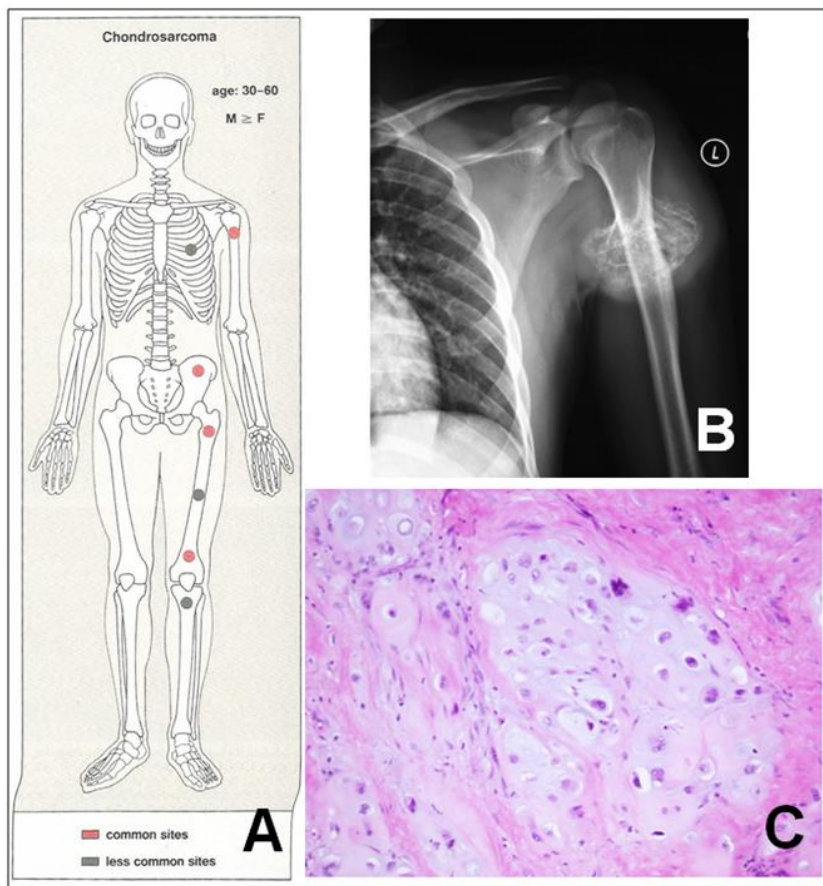 Chondrosarcoma
age: 30–60
M ≥ F
common sites
less common sites
A
L
B
C